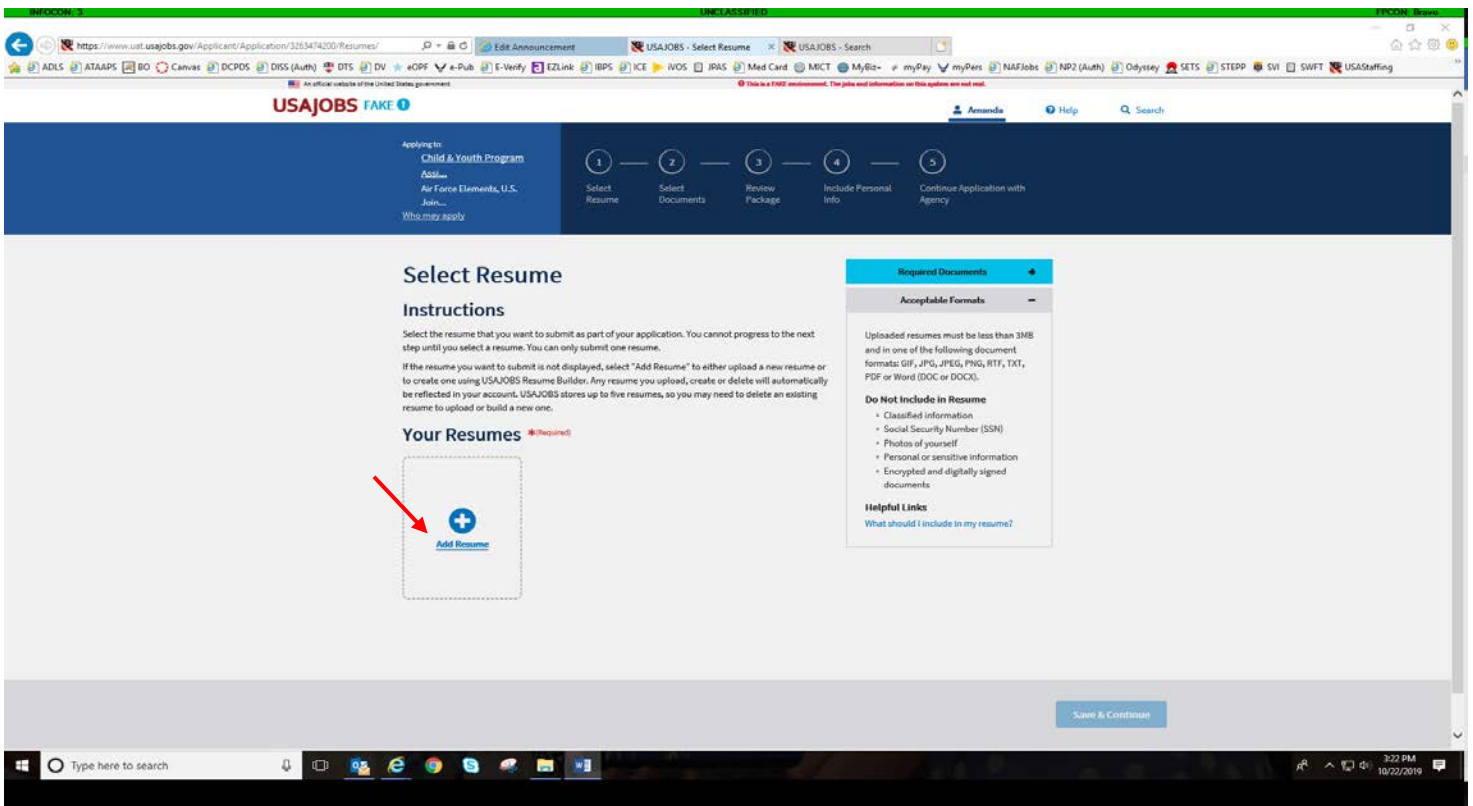 INFOCON: 3
UNCLASSIFIED
FPCON: Bravo
https://www.uat.usajobs.gov/Applicant/Application/3263474200/Resumes/
Edit Announcement
USAJOBS - Select Resume
USAJOBS - Search
ADLS
ATAAPS
BO
Canvas
DCPDS
DISS (Auth)
DTS
DV
eOPF
e-Pub
E-Verify
EZLink
IBPS
ICE
iVOS
JPAS
Med Card
MICT
MyBiz+
myPay
myPers
NAFJobs
NP2 (Auth)
Odyssey
SETS
STEPP
SVI
SWFT
USAStaffing
An official website of the United States government
This is a FAKE environment. The jobs and information on this system are not real.
USAJOBS FAKE
Amanda
Help
Search
Applying to:
Child & Youth Program
Assi...
Air Force Elements, U.S.
Join...
Who may apply
1
2
3
4
5
Select
Resume
Select
Documents
Review
Package
Include Personal
Info
Continue Application with
Agency
Select Resume
Instructions
Select the resume that you want to submit as part of your application. You cannot progress to the next
step until you select a resume. You can only submit one resume.
If the resume you want to submit is not displayed, select "Add Resume" to either upload a new resume or
to create one using USAJOBS Resume Builder. Any resume you upload, create or delete will automatically
be reflected in your account. USAJOBS stores up to five resumes, so you may need to delete an existing
resume to upload or build a new one.
Your Resumes *(Required)
Add Resume
Required Documents
Acceptable Formats
Uploaded resumes must be less than 3MB
and in one of the following document
formats: GIF, JPG, JPEG, PNG, RTF, TXT,
PDF or Word (DOC or DOCX).
Do Not Include in Resume
Classified information
Social Security Number (SSN)
Photos of yourself
Personal or sensitive information
Encrypted and digitally signed
documents
Helpful Links
What should I include in my resume?
Save & Continue
Type here to search
3:22 PM
10/22/2019